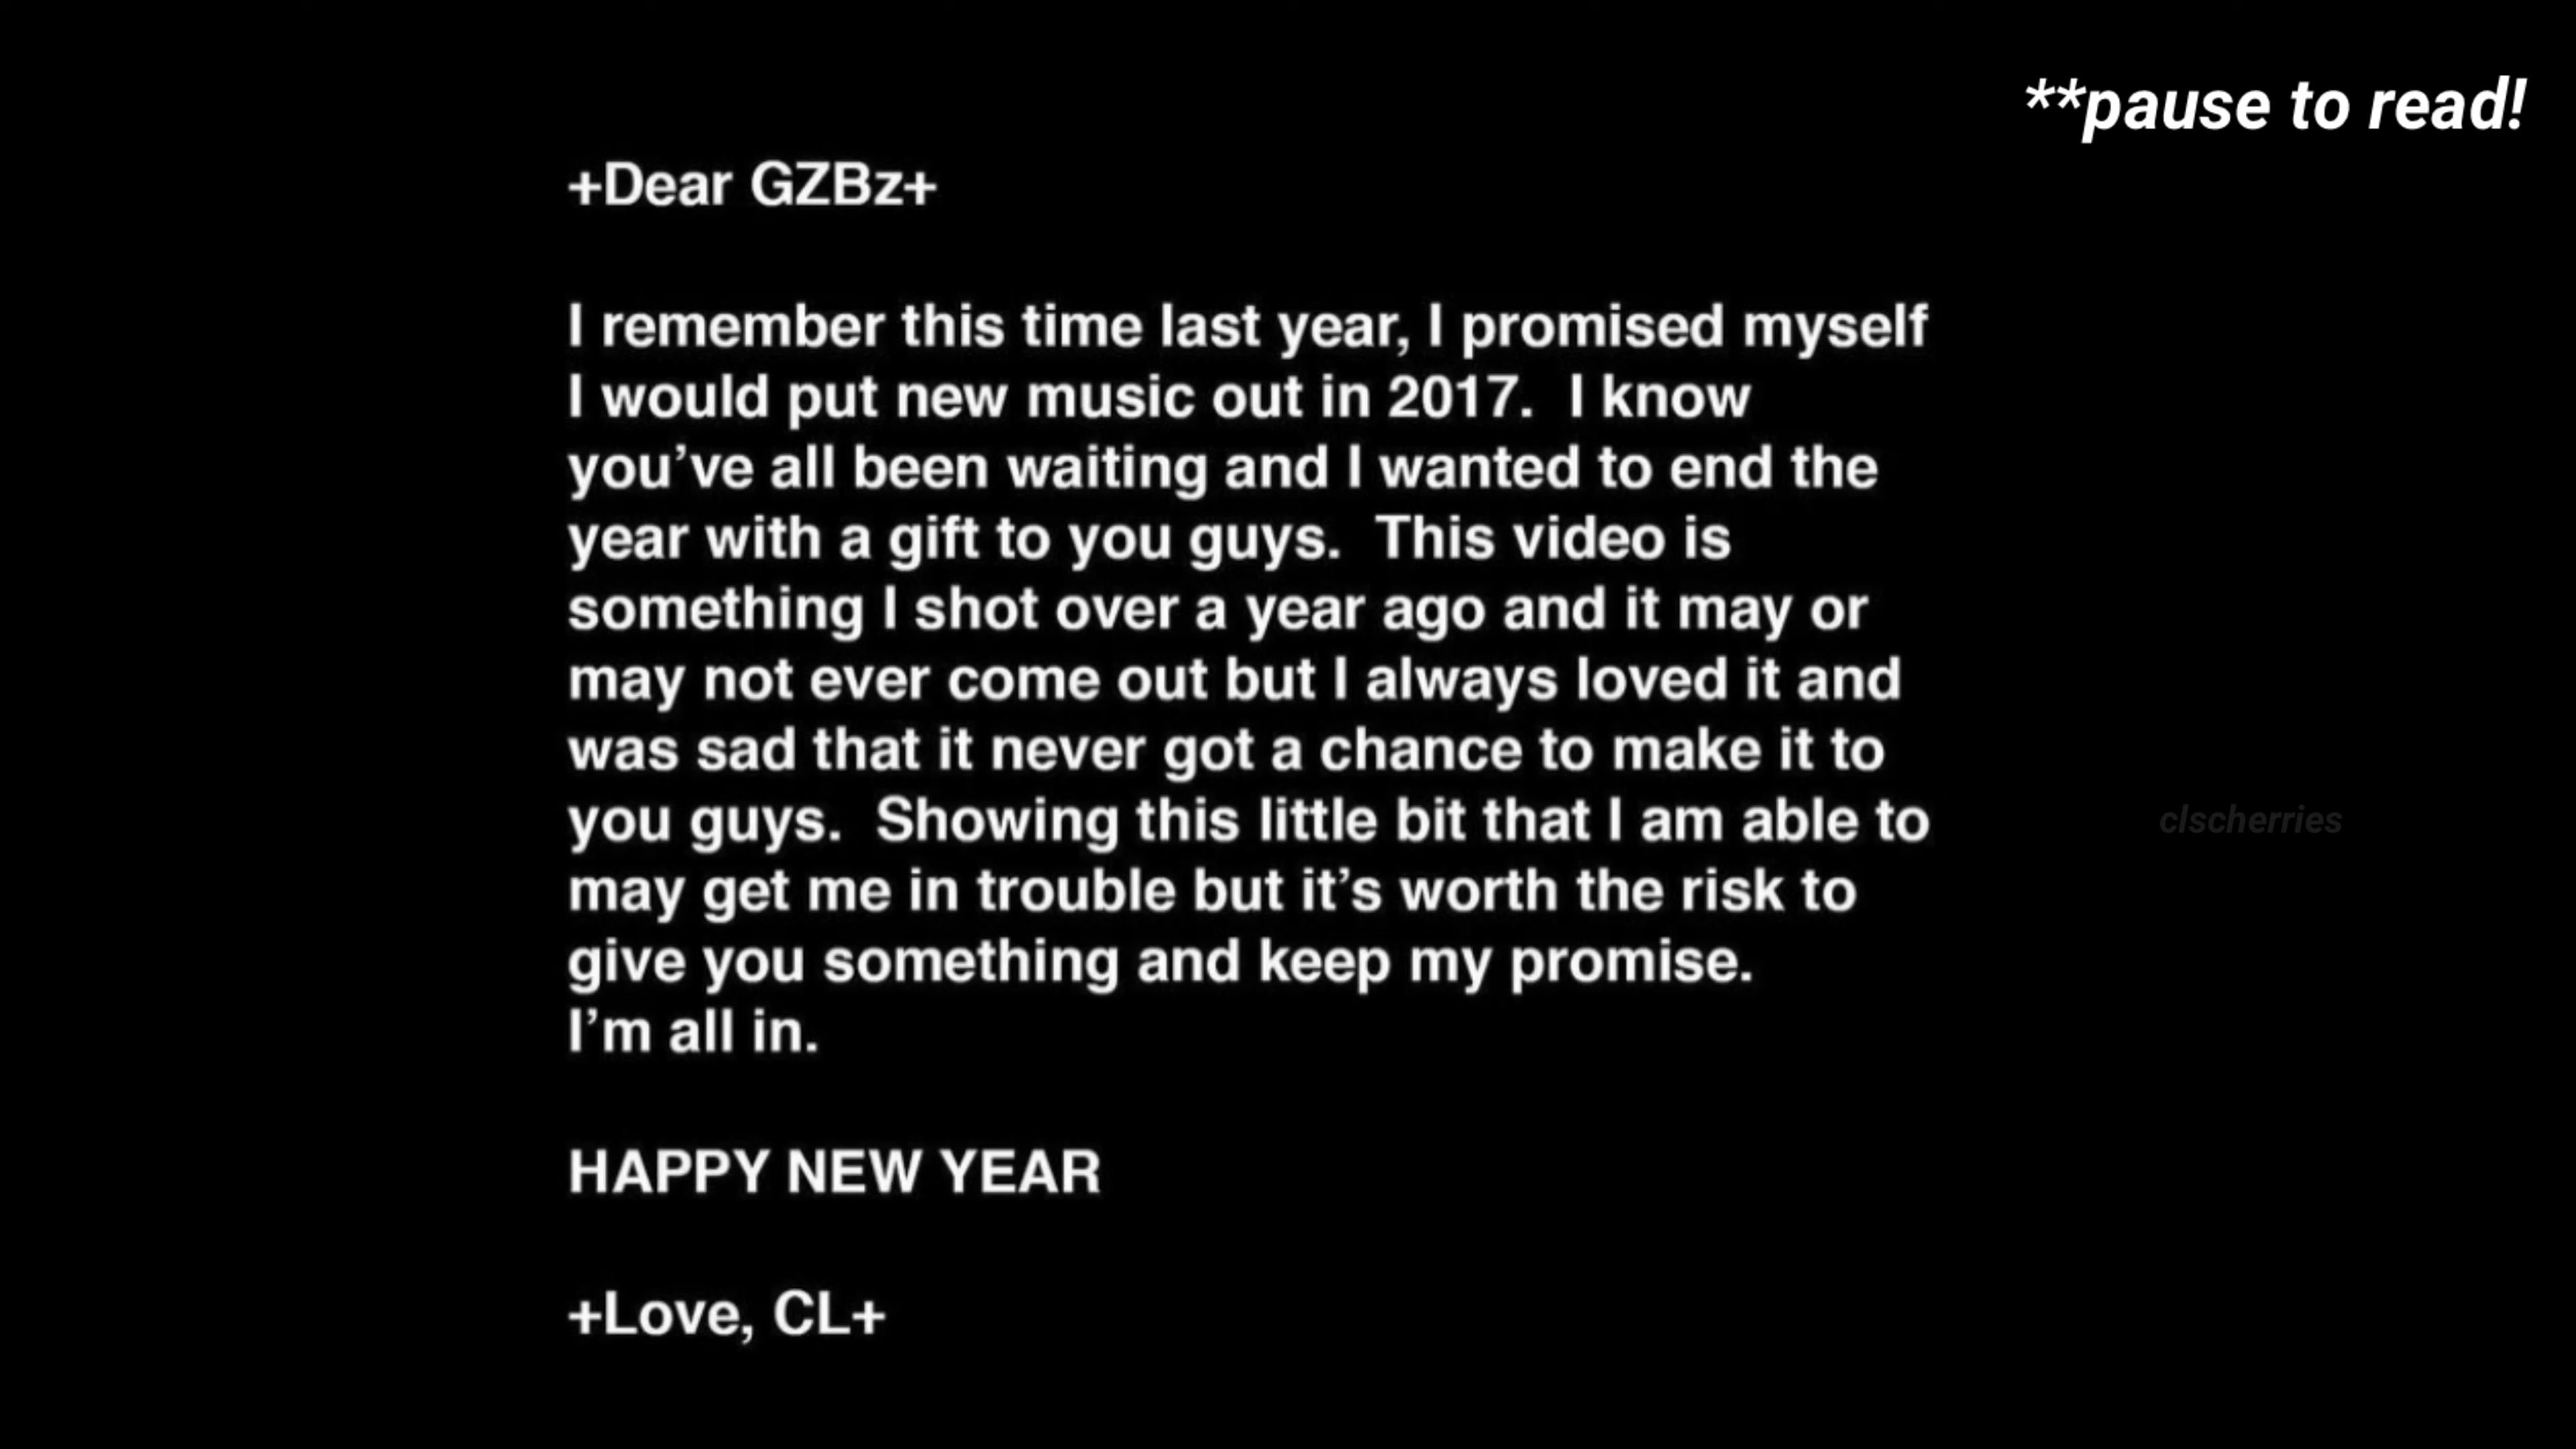 **pause to read!
+Dear GZBz+
I remember this time last year, I promised myself
I would put new music out in 2017.  I know
you’ve all been waiting and I wanted to end the
year with a gift to you guys.  This video is
something I shot over a year ago and it may or
may not ever come out but I always loved it and
was sad that it never got a chance to make it to
you guys.  Showing this little bit that I am able to
may get me in trouble but it’s worth the risk to
give you something and keep my promise.
I’m all in.
HAPPY NEW YEAR
+Love, CL+
clscherries